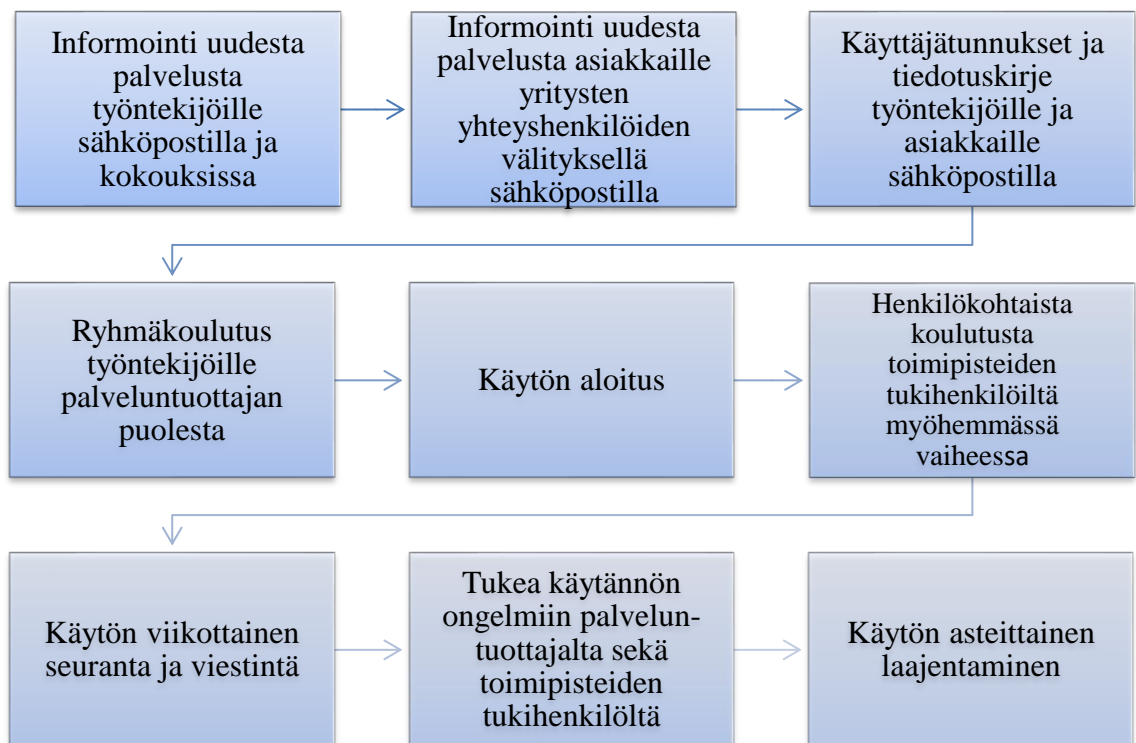 Informointi uudesta
palvelusta
työntekijöille
sähköpostilla ja
kokouksissa
Informointi uudesta
palvelusta asiakkaille
yritysten
yhteyshenkilöiden
välityksellä
sähköpostilla
Käyttäjätunnukset ja
tiedotuskirje
työntekijöille ja
asiakkaille
sähköpostilla
Ryhmäkoulutus
työntekijöille
palveluntuottajan
puolesta
Käytön aloitus
Henkilökohtaista
koulutusta
toimipisteiden
tukihenkilöiltä
myöhemmässä
vaiheessa
Käytön viikottainen
seuranta ja viestintä
Tukea käytännön
ongelmiin palvelun-
tuottajalta sekä
toimipisteiden
tukihenkilöltä
Käytön asteittainen
laajentaminen